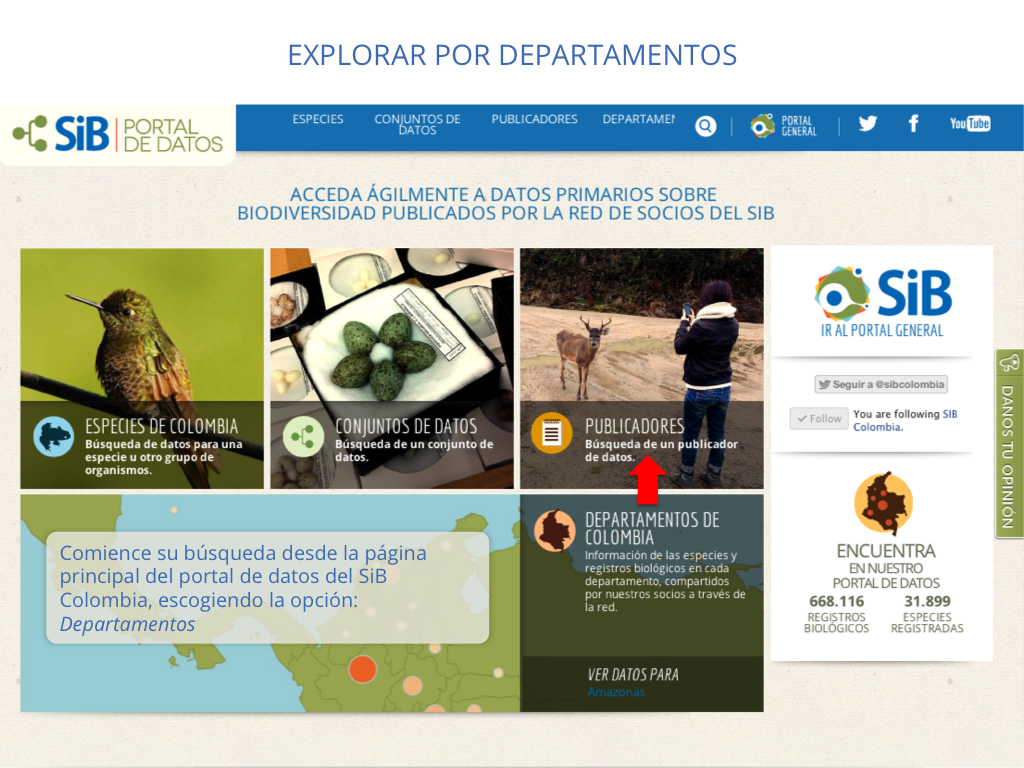 EXPLORAR POR DEPARTAMENTOS
SiB PORTAL
DE DATOS
ESPECIES
CONJUNTOS DE
DATOS
PUBLICADORES
DEPARTAMEN
PORTAL
GENERAL
YouTube
ACCEDA ÁGILMENTE A DATOS PRIMARIOS SOBRE
BIODIVERSIDAD PUBLICADOS POR LA RED DE SOCIOS DEL SIB
ESPECIES DE COLOMBIA
Búsqueda de datos para una
especie u otro grupo de
organismos.
CONJUNTOS DE DATOS
Búsqueda de un conjunto de
datos.
PUBLICADORES
Búsqueda de un publicador
de datos.
SiB
IR AL PORTAL GENERAL
Seguir a @sibcolombia
Follow
You are following SIB
Colombia.
DANOS TU OPINIÓN
Comience su búsqueda desde la página
principal del portal de datos del SiB
Colombia, escogiendo la opción:
Departamentos
DEPARTAMENTOS DE
COLOMBIA
Información de las especies y
registros biológicos en cada
departamento, compartidos
por nuestros socios a través de
la red.
VER DATOS PARA
Amazonas
ENCUENTRA
EN NUESTRO
PORTAL DE DATOS
668.116
REGISTROS
BIOLÓGICOS
31.899
ESPECIES
REGISTRADAS